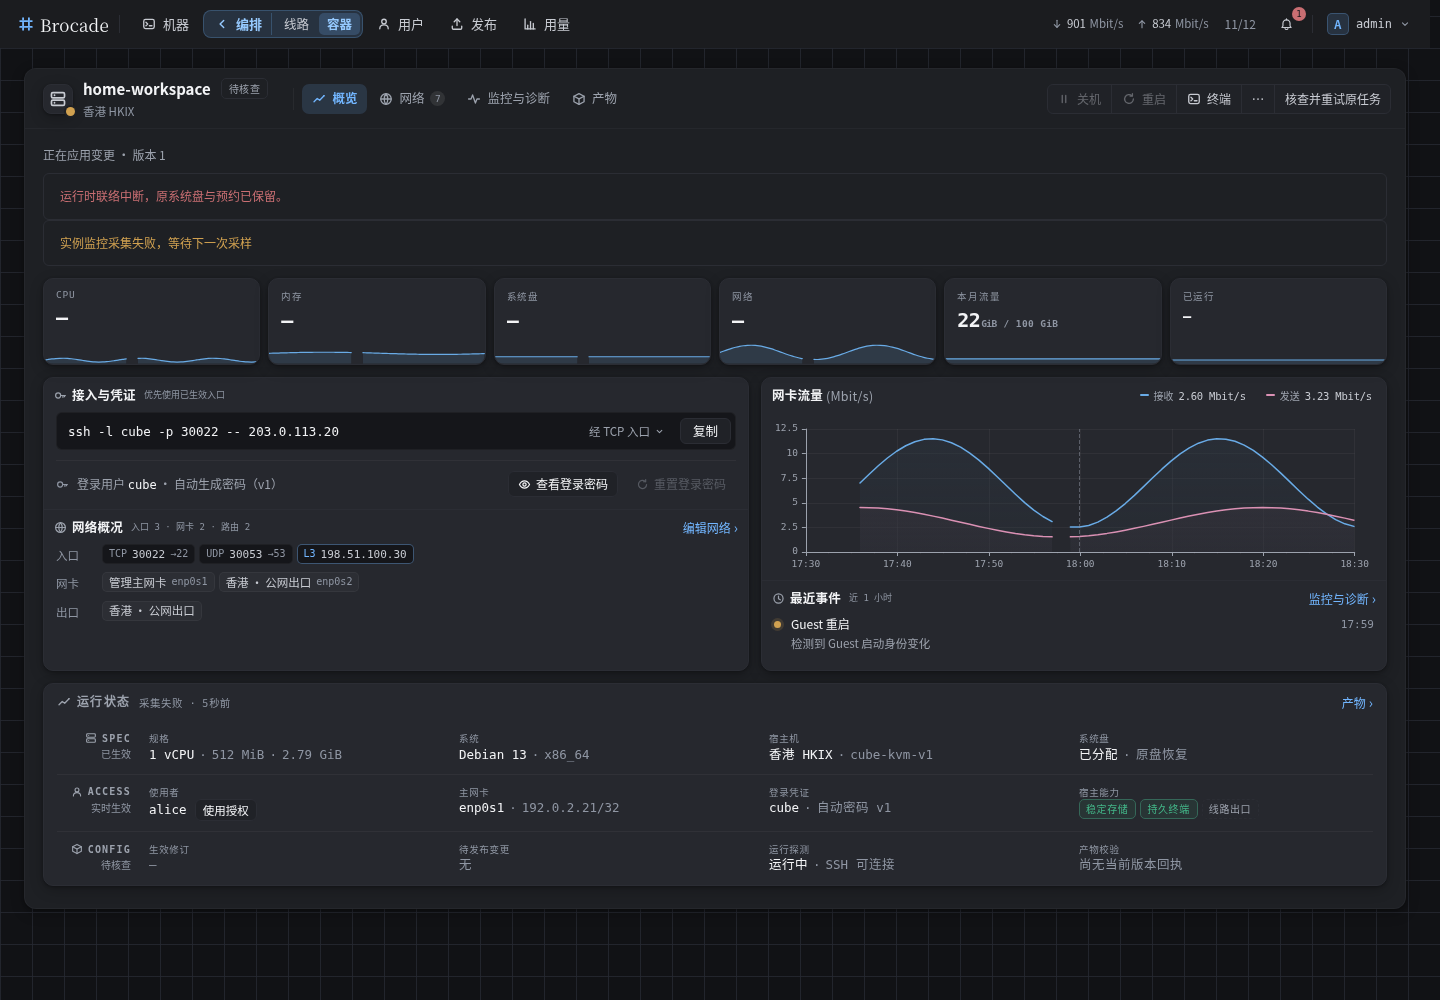 Brocade 机器 编排 线路 容器 用户 发布 用量 ↓ 901 Mbit/s ↑ 834 Mbit/s 11/12 1 A admin
home-workspace 待核查
香港 HKIX
概览 网络 7 监控与诊断 产物 关机 重启 终端 ··· 核查并重试原任务
正在应用变更 · 版本 1
运行时联络中断，原系统盘与预约已保留。
实例监控采集失败，等待下一次采样
CPU
–
内存
–
系统盘
–
网络
–
本月流量
22 GiB / 100 GiB
已运行
–
接入与凭证 优先使用已生效入口
ssh -l cube -p 30022 -- 203.0.113.20 经 TCP 入口 复制
登录用户 cube · 自动生成密码（v1） 查看登录密码 重置登录密码
网络概况 入口 3 · 网卡 2 · 路由 2 编辑网络 ›
入口 TCP 30022 →22 UDP 30053 →53 L3 198.51.100.30
网卡 管理主网卡 enp0s1 香港 · 公网出口 enp0s2
出口 香港 · 公网出口
网卡流量 (Mbit/s) 接收 2.60 Mbit/s 发送 3.23 Mbit/s
12.5
10
7.5
5
2.5
0
17:30 17:40 17:50 18:00 18:10 18:20 18:30
最近事件 近 1 小时 监控与诊断 ›
Guest 重启 17:59
检测到 Guest 启动身份变化
运行状态 采集失败 · 5秒前 产物 ›
SPEC 规格 系统 宿主机 系统盘
已生效 1 vCPU · 512 MiB · 2.79 GiB Debian 13 · x86_64 香港 HKIX · cube-kvm-v1 已分配 · 原盘恢复
ACCESS 使用者 主网卡 登录凭证 宿主能力
实时生效 alice 使用授权 enp0s1 · 192.0.2.21/32 cube · 自动密码 v1 稳定存储 持久终端 线路出口
CONFIG 生效修订 待发布变更 运行探测 产物校验
待核查 – 无 运行中 · SSH 可连接 尚无当前版本回执